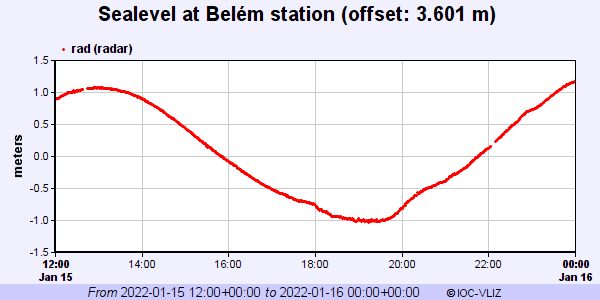 Sealevel at Belém station (offset: 3.601 m)
rad (radar)
meters
1.5
1.0
0.5
0.0
-0.5
-1.0
-1.5
12:00 14:00 16:00 18:00 20:00 22:00 00:00
Jan 15 Jan 16
From 2022-01-15 12:00+00:00 to 2022-01-16 00:00+00:00 © IOC-VLIZ